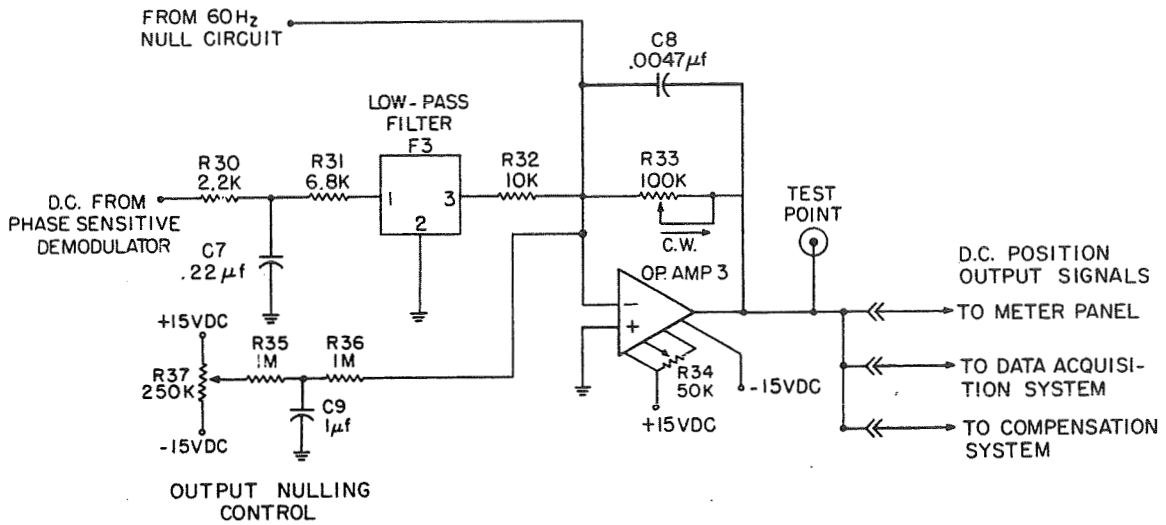 FROM 60Hz
NULL CIRCUIT
C8
.0047µf
LOW-PASS
FILTER
F3
R30
2.2K
R31
6.8K
1
3
2
R32
10K
R33
100K
C.W.
TEST
POINT
D.C. FROM
PHASE SENSITIVE
DEMODULATOR
C7
.22µf
OP. AMP 3
−
+
D.C. POSITION
OUTPUT SIGNALS
TO METER PANEL
+15VDC
R35
1M
R36
1M
R37
250K
C9
1µf
-15VDC
R34
50K
-15VDC
+15VDC
TO DATA ACQUISI-
TION SYSTEM
TO COMPENSATION
SYSTEM
OUTPUT NULLING
CONTROL